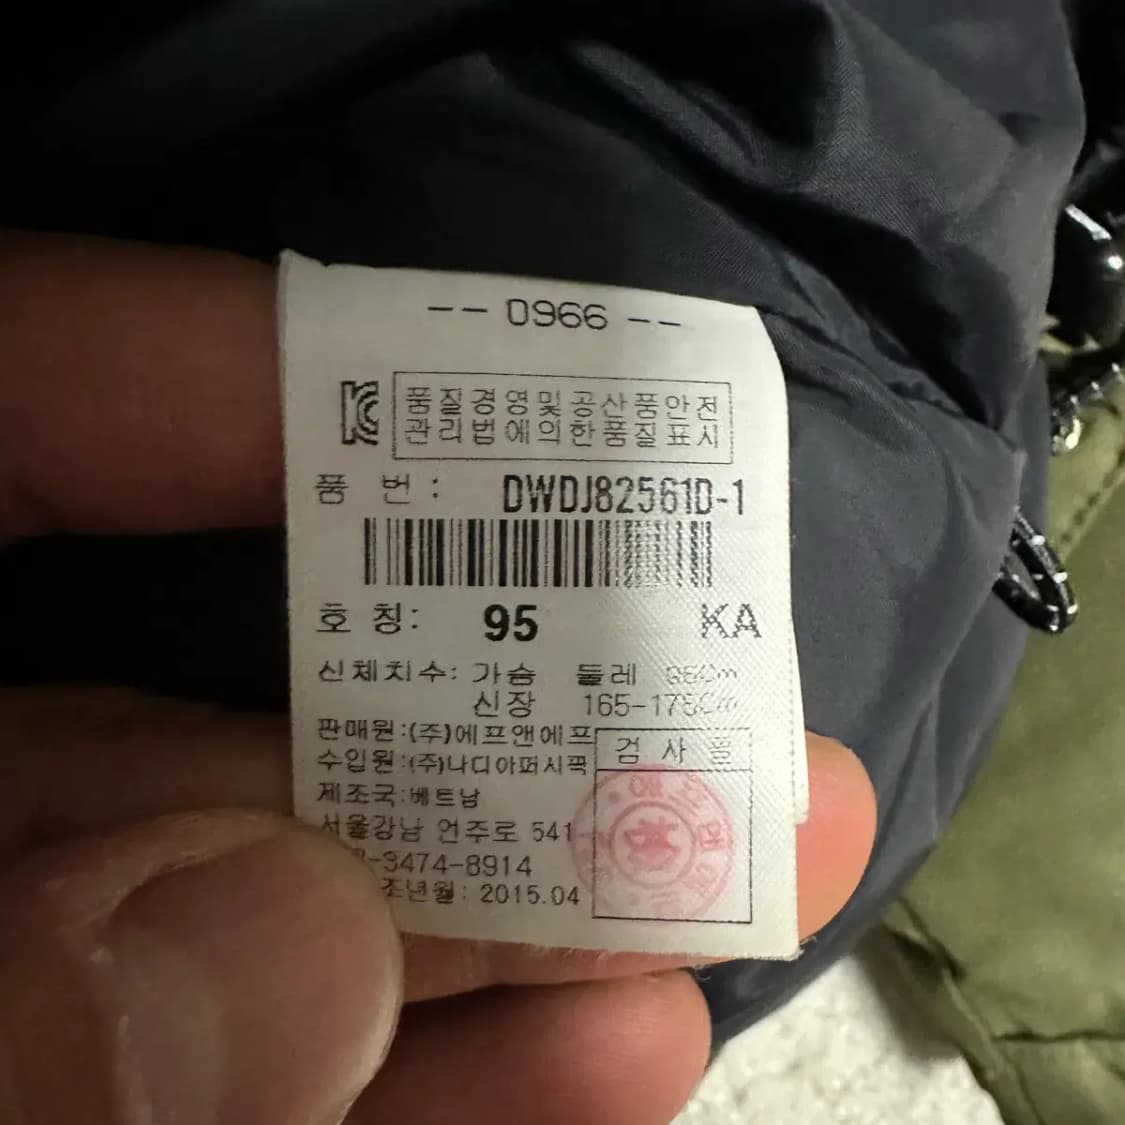 -- 0966 --
품질경영및공산품안전
관리법에의한품질표시
품 번 : DWDJ82561D-1
호 칭: 95 KA
신체치수: 가슴 둘레
신장 165-175Cm
판매원:(주)에프앤에프
수입원:(주)나디아퍼시픽
검 사 필
제조국:베트남
서울강남 언주로 541
-3474-8914
조년월: 2015.04